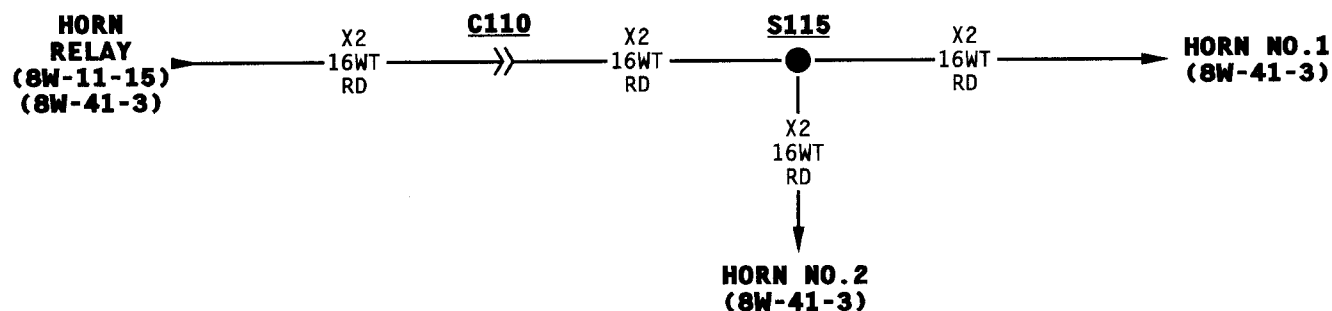 HORN
RELAY
(8W-11-15)
(8W-41-3)
X2
16WT
RD
C110
X2
16WT
RD
S115
X2
16WT
RD
HORN NO.1
(8W-41-3)
X2
16WT
RD
HORN NO.2
(8W-41-3)